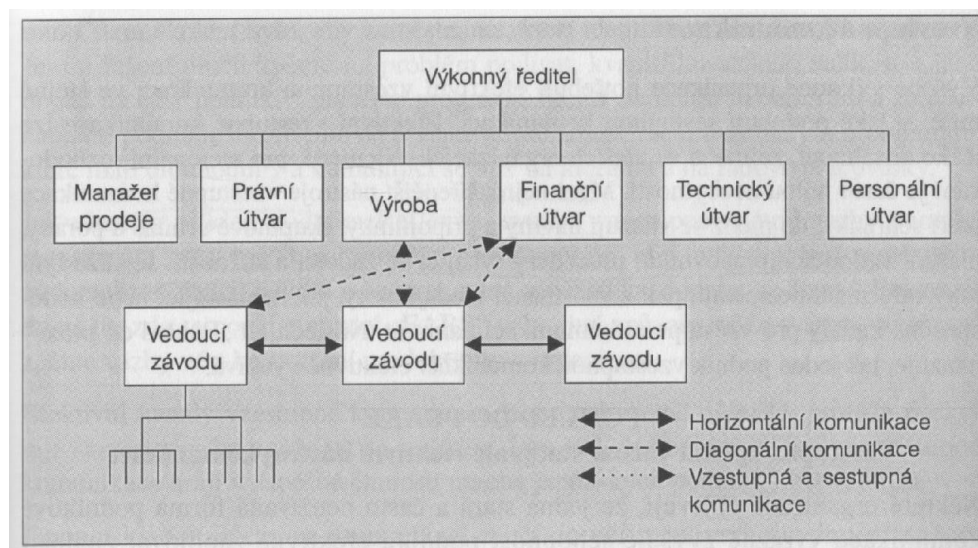 Výkonný ředitel
Manažer
prodeje
Právní
útvar
Výroba
Finanční
útvar
Technický
útvar
Personální
útvar
Vedoucí
závodu
Vedoucí
závodu
Vedoucí
závodu
Horizontální komunikace
Diagonální komunikace
Vzestupná a sestupná
komunikace